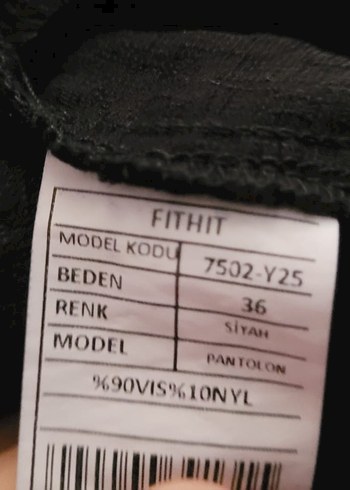 FITHIT
MODEL KODU 7502-Y25
BEDEN 36
RENK SİYAH
MODEL PANTOLON
%90VIS%10NYL